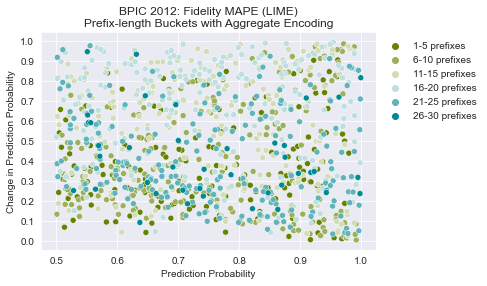 BPIC 2012: Fidelity MAPE (LIME)
Prefix-length Buckets with Aggregate Encoding
Change in Prediction Probability
1.0
0.9
0.8
0.7
0.6
0.5
0.4
0.3
0.2
0.1
0.0
0.5 0.6 0.7 0.8 0.9 1.0
Prediction Probability
1-5 prefixes
6-10 prefixes
11-15 prefixes
16-20 prefixes
21-25 prefixes
26-30 prefixes